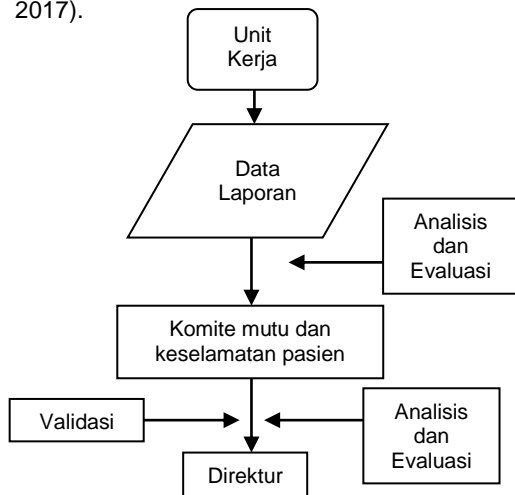 2017).
Unit
Kerja
Data
Laporan
Analisis
dan
Evaluasi
Komite mutu dan
keselamatan pasien
Validasi
Analisis
dan
Evaluasi
Direktur